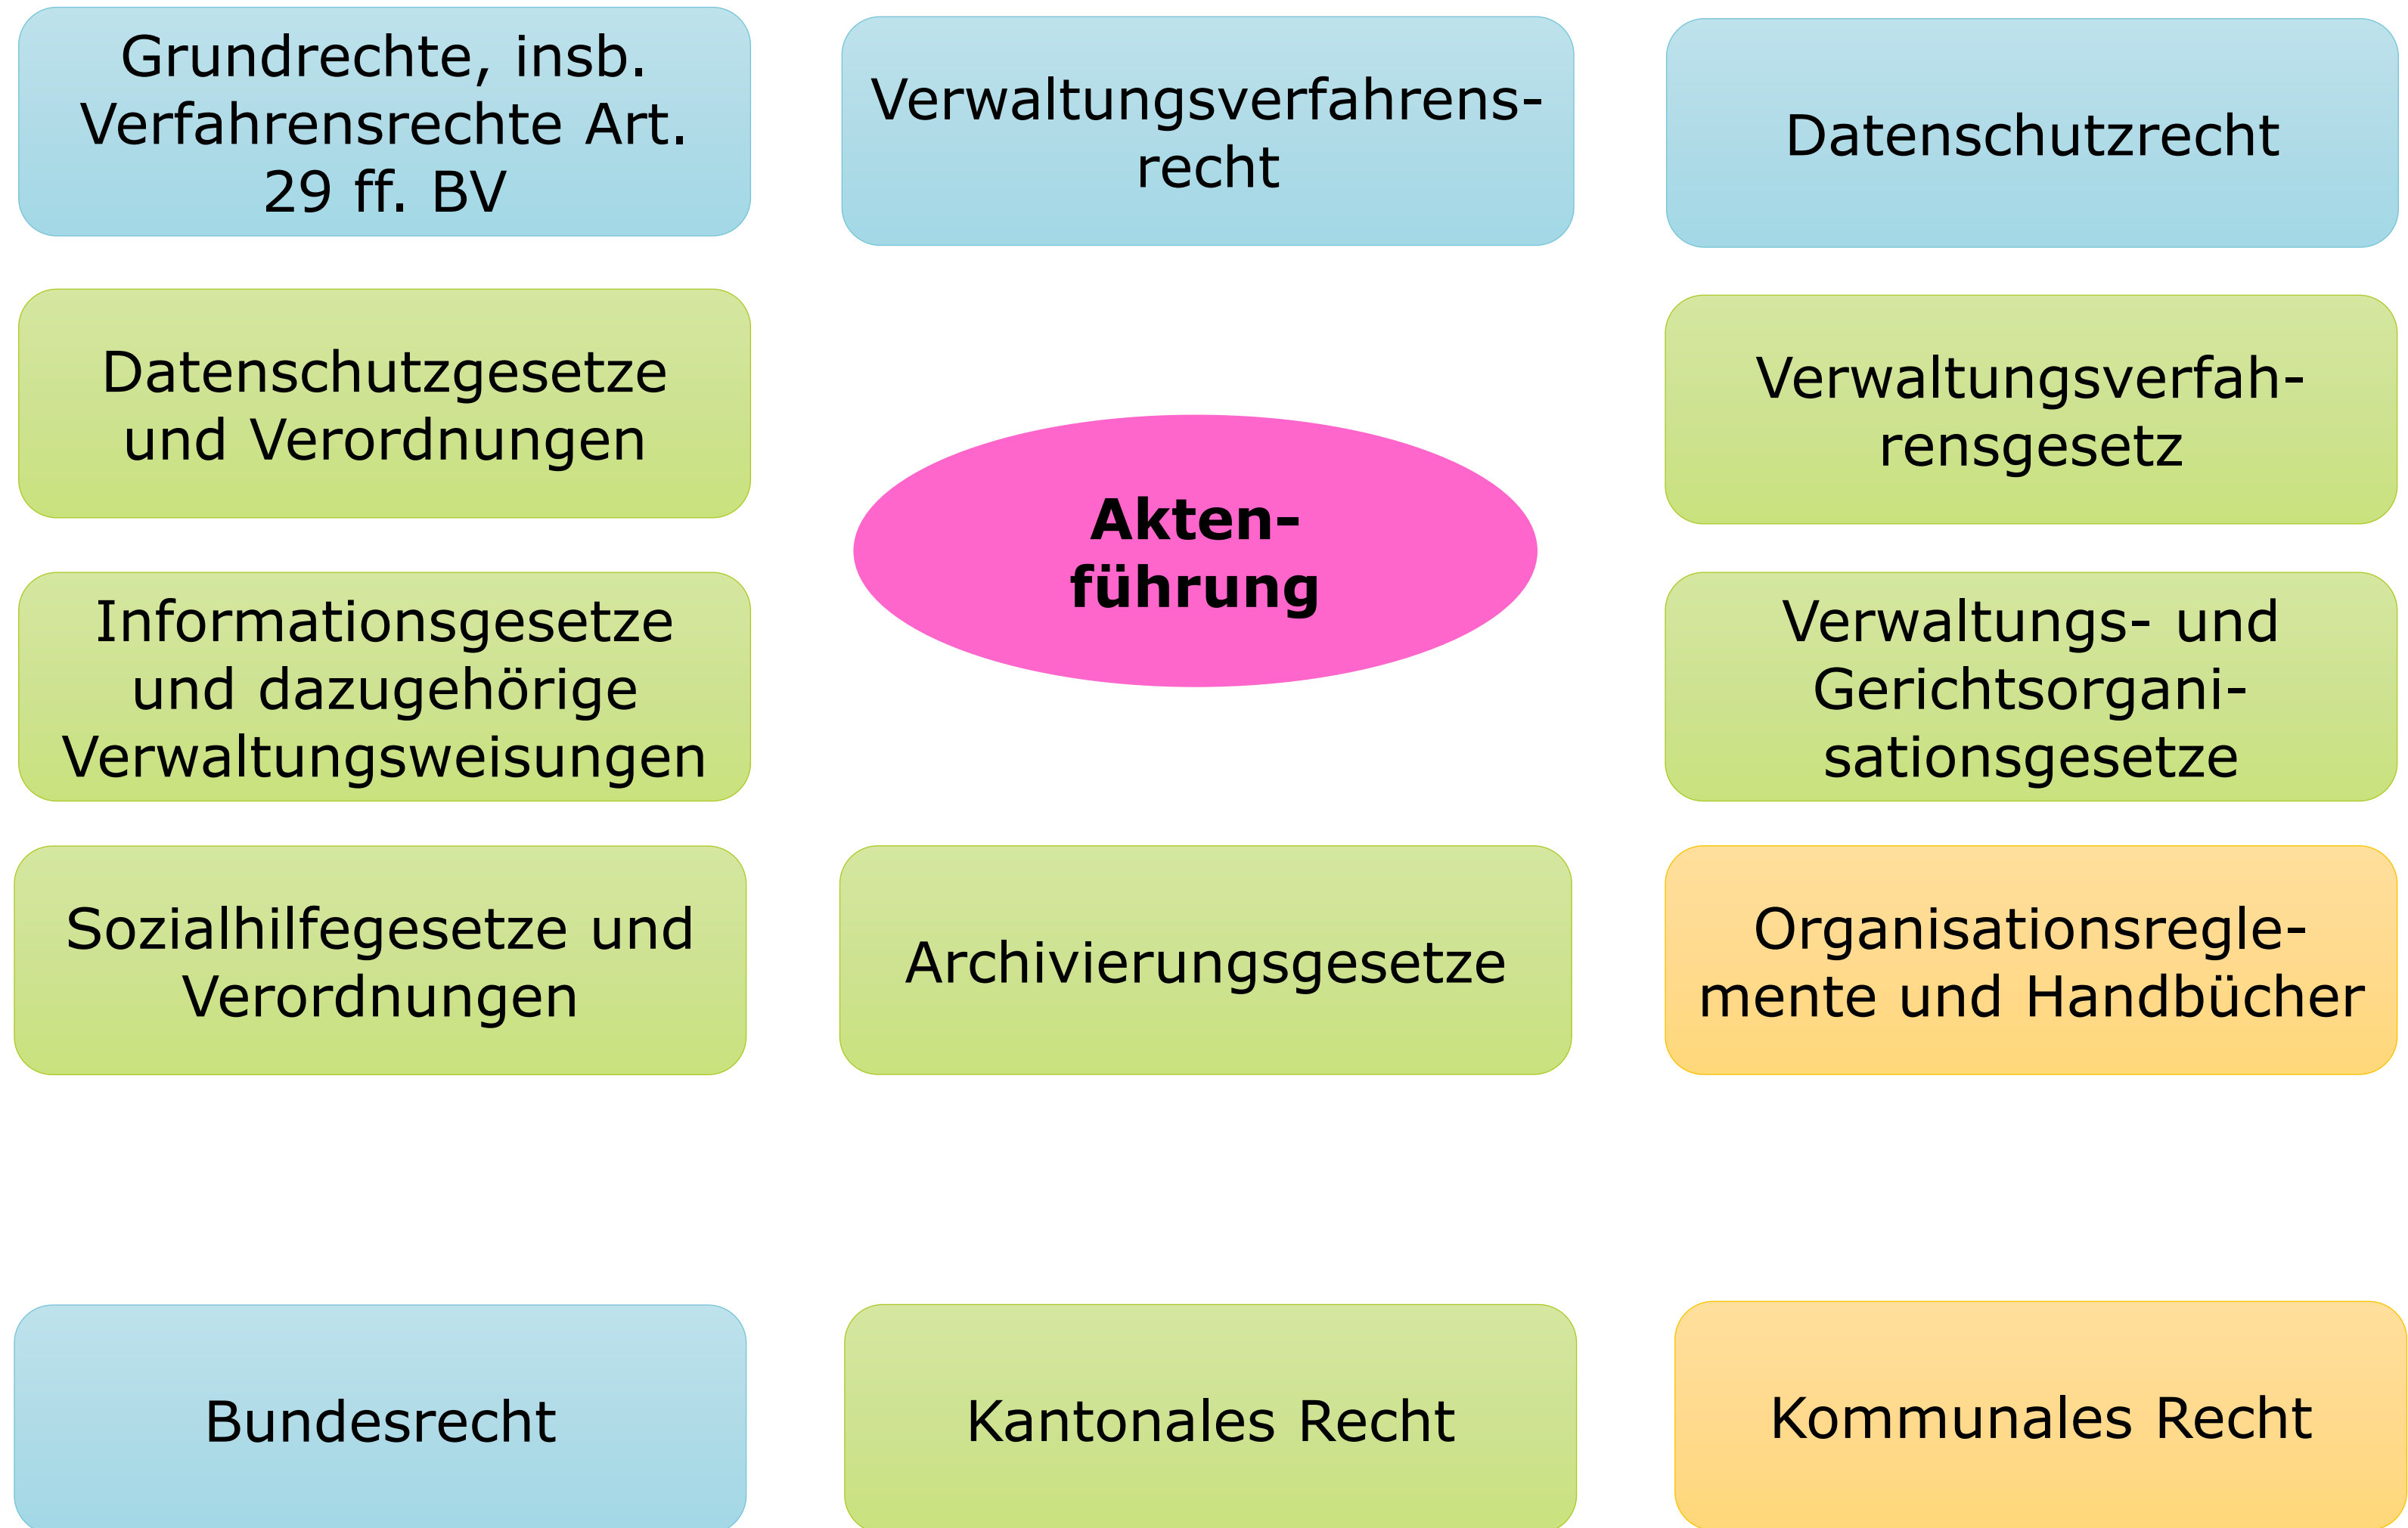 Grundrechte, insb.
Verfahrensrechte Art.
29 ff. BV
Verwaltungsverfahrens-
recht
Datenschutzrecht
Datenschutzgesetze
und Verordnungen
Akten-
führung
Verwaltungsverfah-
rensgesetz
Informationsgesetze
und dazugehörige
Verwaltungsweisungen
Verwaltungs- und
Gerichtsorgani-
sationsgesetze
Sozialhilfegesetze und
Verordnungen
Archivierungsgesetze
Organisationsregle-
mente und Handbücher
Bundesrecht
Kantonales Recht
Kommunales Recht